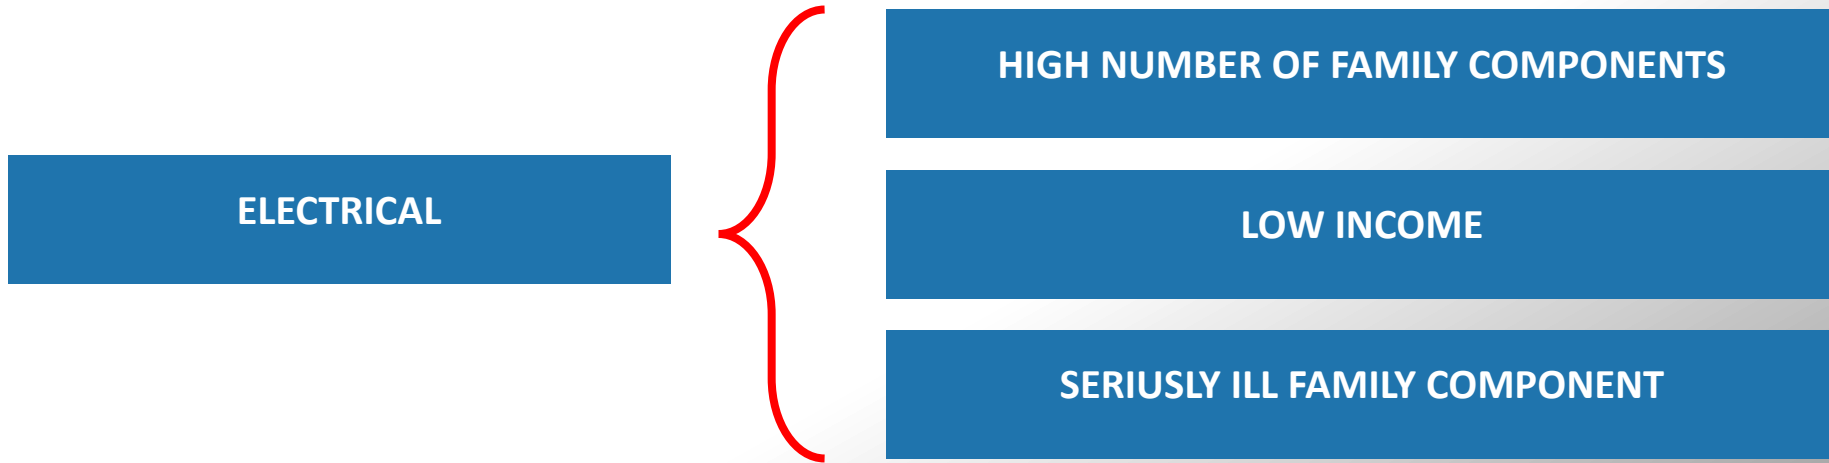 ELECTRICAL
HIGH NUMBER OF FAMILY COMPONENTS
LOW INCOME
SERIUSLY ILL FAMILY COMPONENT